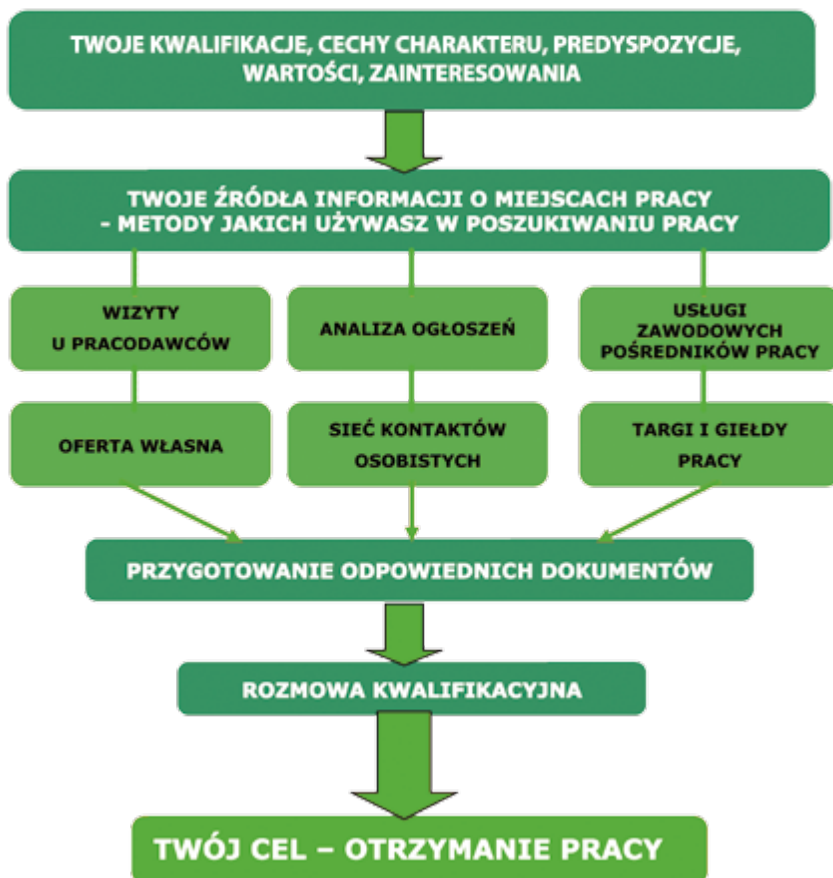 TWOJE KWALIFIKACJE, CECHY CHARAKTERU, PREDYSPOZYCJE,
WARTOŚCI, ZAINTERESOWANIA
TWOJE ŹRÓDŁA INFORMACJI O MIEJSCACH PRACY
- METODY JAKICH UŻYWASZ W POSZUKIWANIU PRACY
WIZYTY
U PRACODAWCÓW
ANALIZA OGŁOSZEŃ
USŁUGI
ZAWODOWYCH
POŚREDNIKÓW PRACY
OFERTA WŁASNA
SIEĆ KONTAKTÓW
OSOBISTYCH
TARGI I GIEŁDY
PRACY
PRZYGOTOWANIE ODPOWIEDNICH DOKUMENTÓW
ROZMOWA KWALIFIKACYJNA
TWÓJ CEL – OTRZYMANIE PRACY